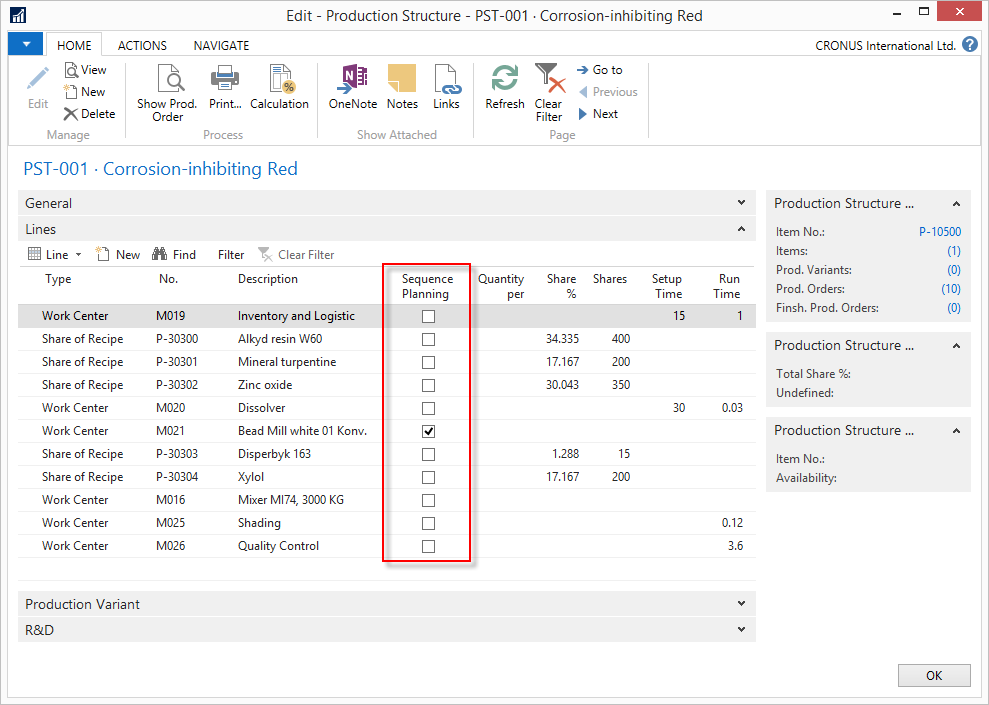 Edit - Production Structure - PST-001 · Corrosion-inhibiting Red
HOME ACTIONS NAVIGATE CRONUS International Ltd.
Edit
View
New
Delete
Manage
Show Prod. Order
Print...
Calculation
Process
OneNote
Notes
Links
Show Attached
Refresh
Clear Filter
Go to
Previous
Next
Page
PST-001 · Corrosion-inhibiting Red
General
Lines
Line New Find Filter Clear Filter
Type No. Description Sequence Planning Quantity per Share % Shares Setup Time Run Time
Work Center M019 Inventory and Logistic 15 1
Share of Recipe P-30300 Alkyd resin W60 34.335 400
Share of Recipe P-30301 Mineral turpentine 17.167 200
Share of Recipe P-30302 Zinc oxide 30.043 350
Work Center M020 Dissolver 30 0.03
Work Center M021 Bead Mill white 01 Konv.
Share of Recipe P-30303 Disperbyk 163 1.288 15
Share of Recipe P-30304 Xylol 17.167 200
Work Center M016 Mixer MI74, 3000 KG
Work Center M025 Shading 0.12
Work Center M026 Quality Control 3.6
Production Variant
R&D
Production Structure ...
Item No.: P-10500
Items: (1)
Prod. Variants: (0)
Prod. Orders: (10)
Finsh. Prod. Orders: (0)
Production Structure ...
Total Share %:
Undefined:
Production Structure ...
Item No.:
Availability:
OK